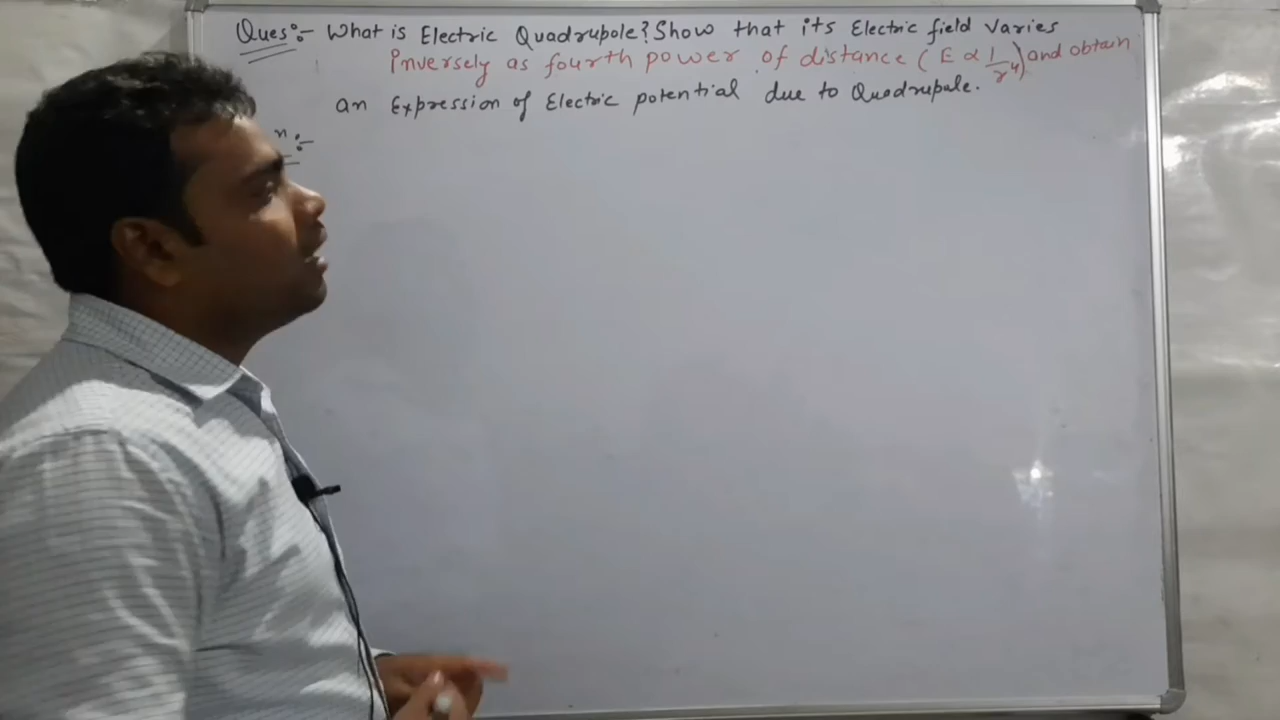 Ques:- What is Electric Quadrupole? Show that its Electric field varies
Inversely as fourth power of distance (E ∝ 1/r⁴) and obtain
an Expression of Electric potential due to Quadrupole.
n:-